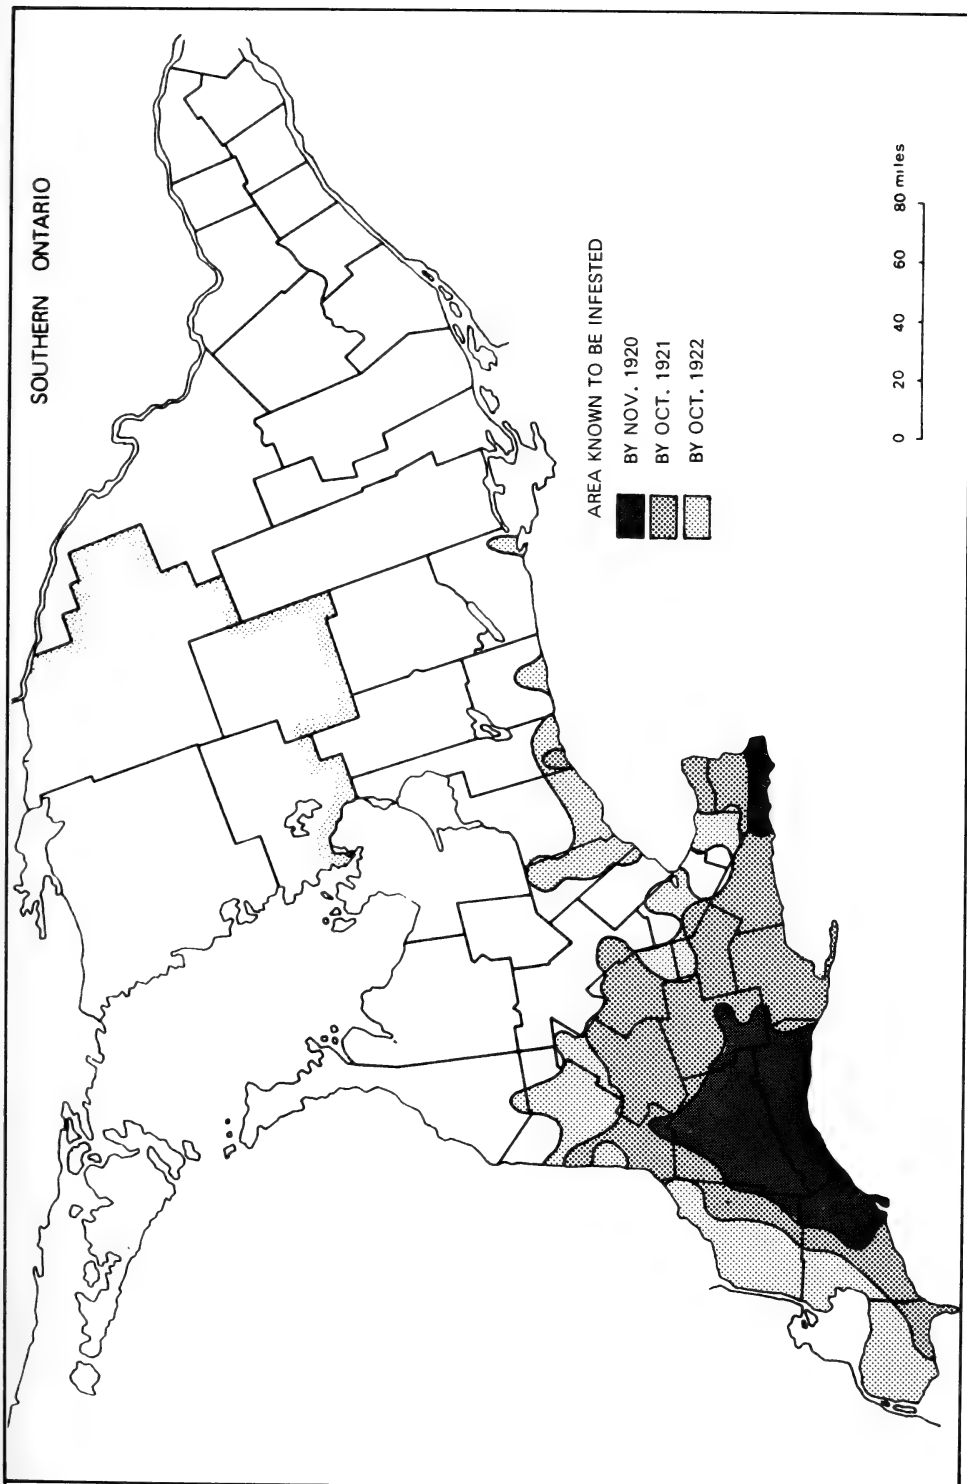 SOUTHERN ONTARIO
AREA KNOWN TO BE INFESTED
BY NOV. 1920
BY OCT. 1921
BY OCT. 1922
0 20 40 60 80 miles